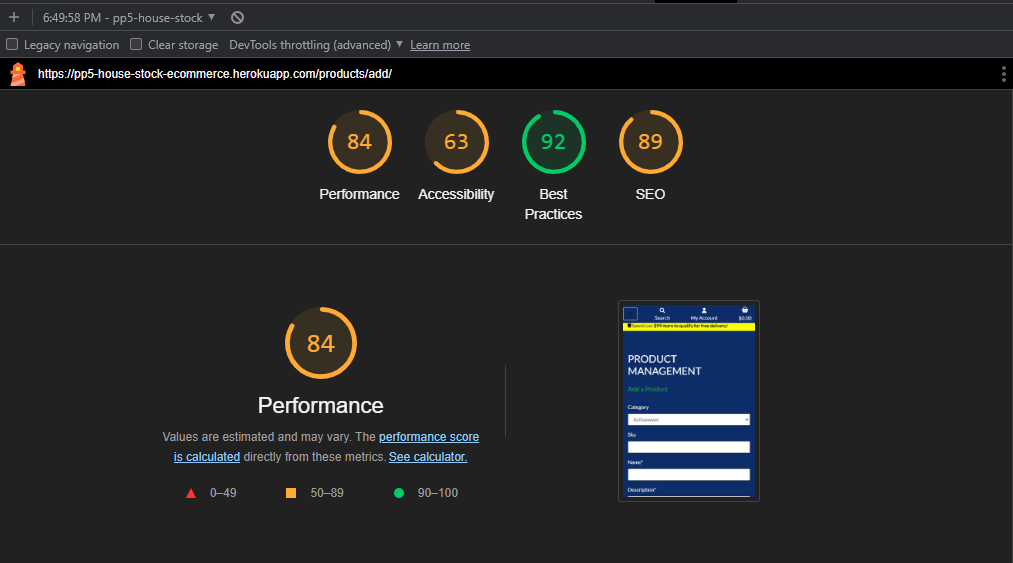 6:49:58 PM - pp5-house-stock
Legacy navigation Clear storage DevTools throttling (advanced) Learn more
https://pp5-house-stock-ecommerce.herokuapp.com/products/add/
84 63 92 89
Performance Accessibility Best Practices SEO
84
Performance
Values are estimated and may vary. The performance score
is calculated directly from these metrics. See calculator.
0–49 50–89 90–100
Search My Account $0.00
$99 more to qualify for free delivery!
PRODUCT
MANAGEMENT
Add a Product
Category
Activewear
Sku
Name*
Description*